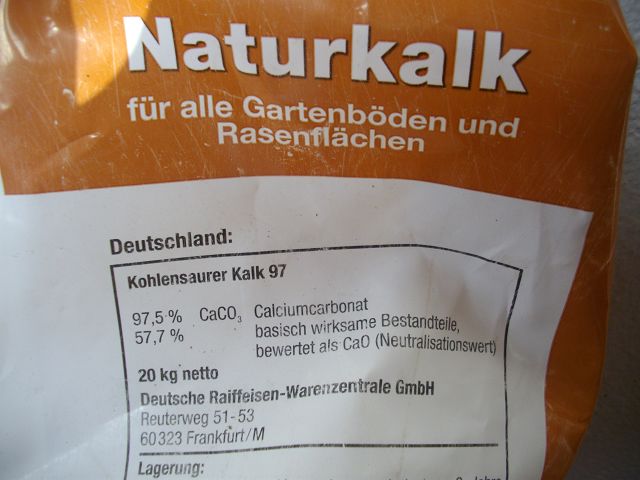 Naturkalk
für alle Gartenböden und
Rasenflächen
Deutschland:
Kohlensaurer Kalk 97
97,5 % CaCO₃ Calciumcarbonat
57,7 % basisch wirksame Bestandteile,
bewertet als CaO (Neutralisationswert)
20 kg netto
Deutsche Raiffeisen-Warenzentrale GmbH
Reuterweg 51-53
60323 Frankfurt/M
Lagerung: